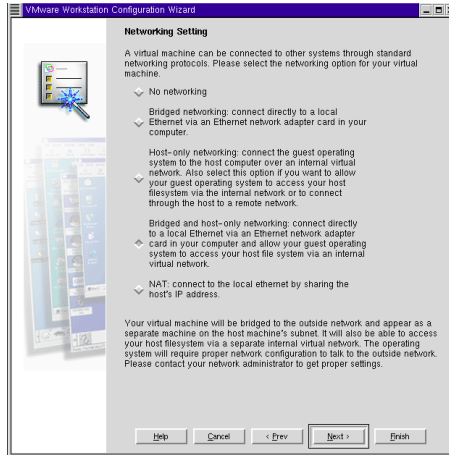 VMware Workstation Configuration Wizard
Networking Setting
A virtual machine can be connected to other systems through standard
networking protocols. Please select the networking option for your virtual
machine.
No networking
Bridged networking: connect directly to a local
Ethernet via an Ethernet network adapter card in your
computer.
Host-only networking: connect the guest operating
system to the host computer over an internal virtual
network. Also select this option if you want to allow
your guest operating system to access your host
filesystem via the internal network or to connect
through the host to a remote network.
Bridged and host-only networking: connect directly
to a local Ethernet via an Ethernet network adapter
card in your computer and allow your guest operating
system to access your host file system via an internal
virtual network.
NAT: connect to the local ethernet by sharing the
host's IP address.
Your virtual machine will be bridged to the outside network and appear as a
separate machine on the host machine's subnet. It will also be able to access
your host filesystem via a separate internal virtual network. The operating
system will require proper network configuration to talk to the outside network.
Please contact your network administrator to get proper settings.
Help Cancel < Prev Next > Finish